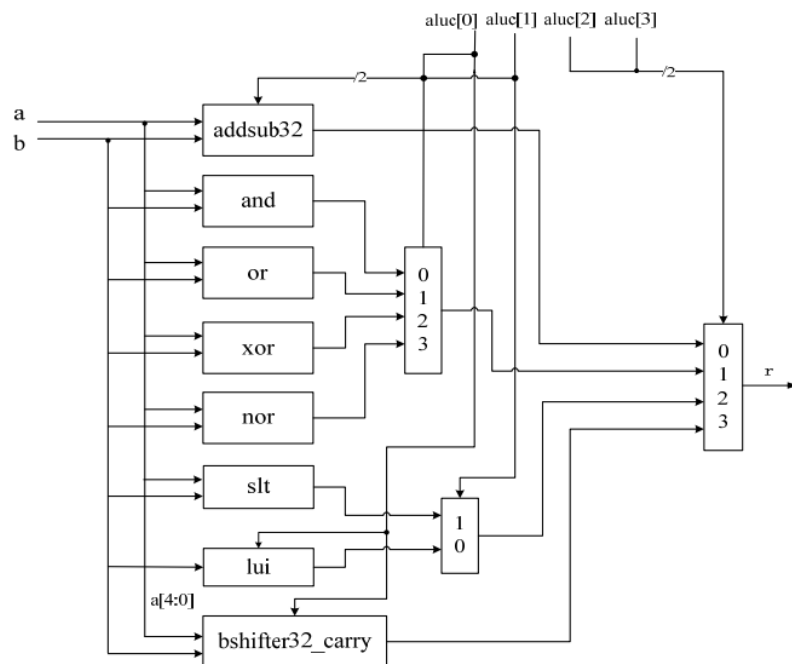 aluc[0] aluc[1] aluc[2] aluc[3]
/2
/2
a
b
addsub32
and
or
xor
nor
slt
lui
a[4:0]
bshifter32_carry
0
1
2
3
1
0
0
1
2
3
r